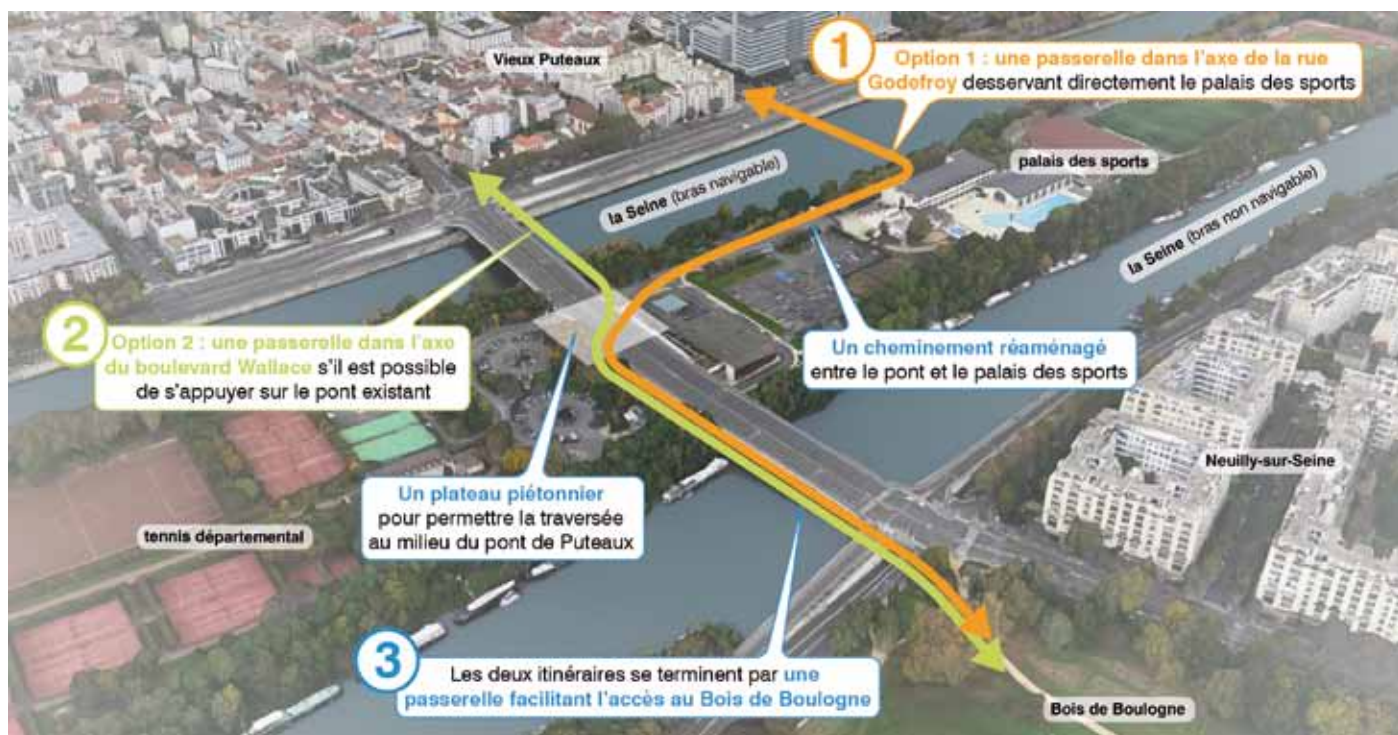 Vieux Puteaux
1
Option 1 : une passerelle dans l'axe de la rue
Godofroy desservant directement le palais des sports
palais des sports
la Seine (bras navigable)
la Seine (bras non navigable)
2
Option 2 : une passerelle dans l'axe
du boulevard Wallace s'il est possible
de s'appuyer sur le pont existant
Un cheminement réaménagé
entre le pont et le palais des sports
Neuilly-sur-Seine
Un plateau piétonnier
pour permettre la traversée
au milieu du pont de Puteaux
tennis départemental
3
Les deux itinéraires se terminent par une
passerelle facilitant l'accès au Bois de Boulogne
Bois de Boulogne